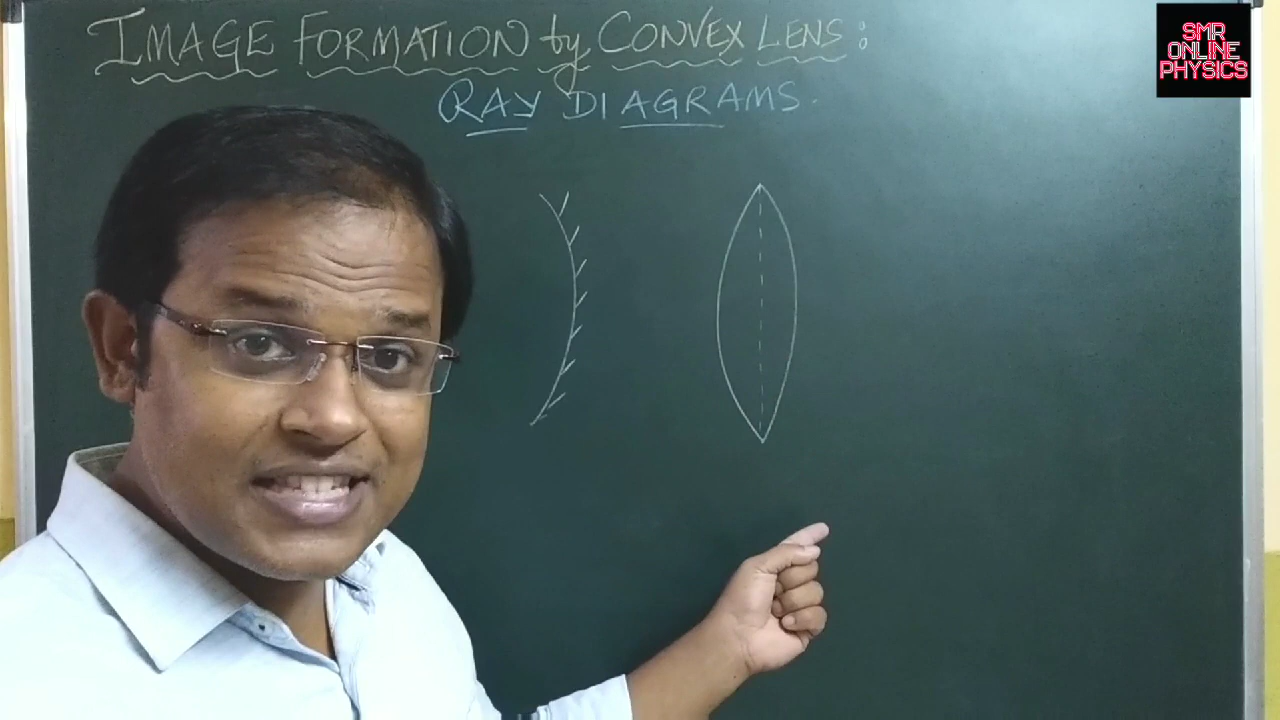 IMAGE FORMATION by CONVEX LENS:
RAY DIAGRAMS.
SMR
ONLINE
PHYSICS